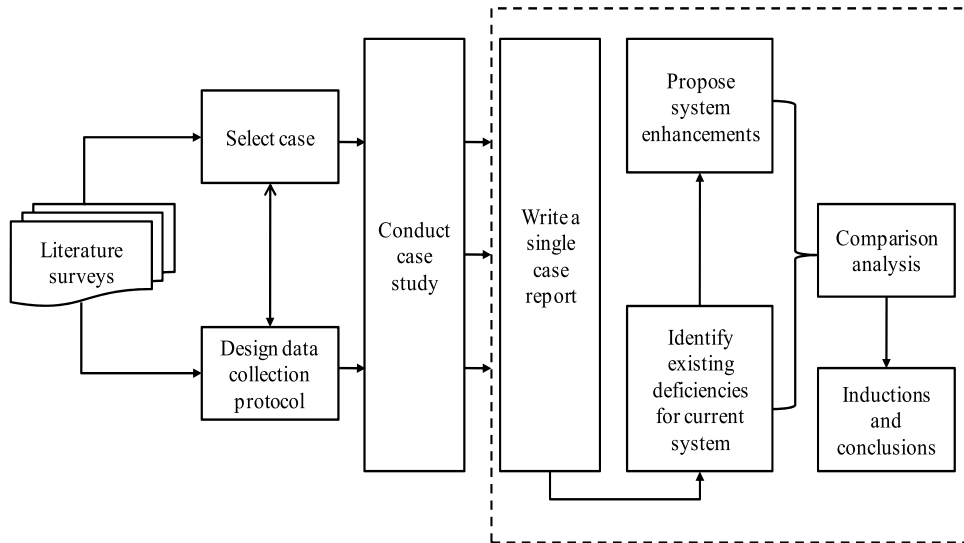 Literature
surveys
Select case
Design data
collection
protocol
Conduct
case
study
Write a
single
case
report
Propose
system
enhancements
Identify
existing
deficiencies
for current
system
Comparison
analysis
Inductions
and
conclusions